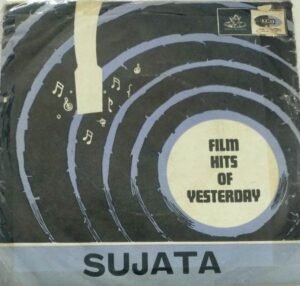 FILM
HITS
OF
YESTERDAY
SUJATA